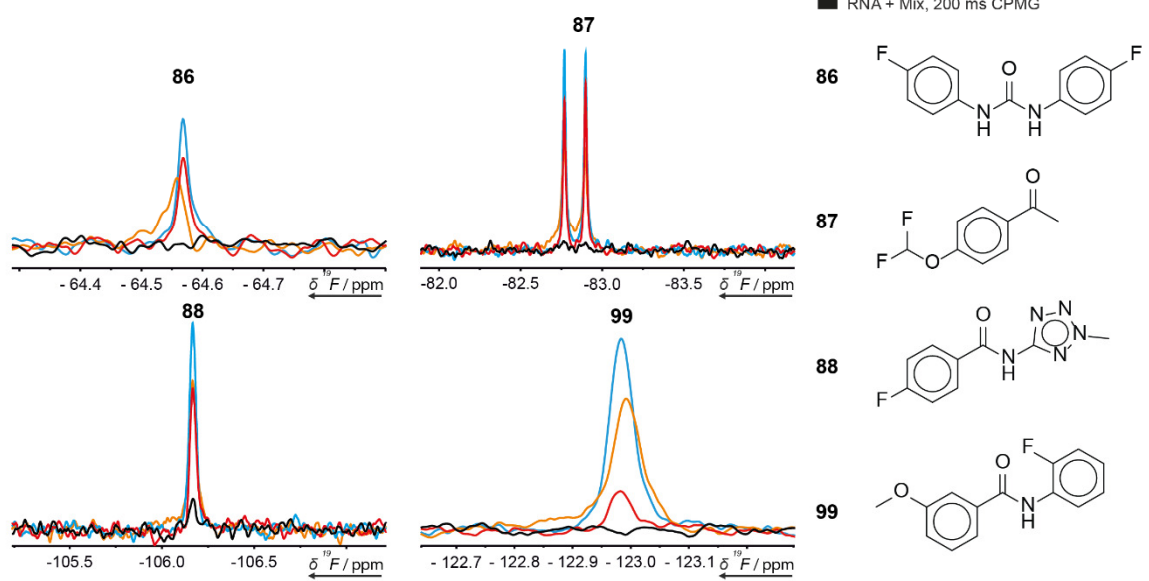 RNA + Mix, 200 ms CPMG
86
87
- 64.4 - 64.5 - 64.6 - 64.7 δ ¹⁹F / ppm
-82.0 -82.5 -83.0 -83.5 δ ¹⁹F / ppm
88
99
-105.5 -106.0 -106.5 δ ¹⁹F / ppm
- 122.7 - 122.8 - 122.9 - 123.0 - 123.1 δ ¹⁹F / ppm
86
F
F
O
N
H
N
H
87
O
F
F
O
88
O
N
N
N
N
N
H
F
99
F
O
O
N
H